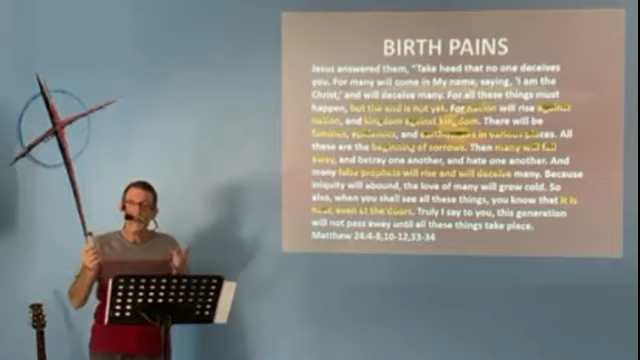 BIRTH PAINS
Jesus answered them, "Take heed that no one deceives
you. For many will come in My name, saying, 'I am the
Christ,' and will deceive many. For all these things must
happen, but the end is not yet. For nation will rise against
nation, and kingdom against kingdom. There will be
famines, epidemics, and earthquakes in various places. All
these are the beginning of sorrows. Then many will fall
away, and betray one another, and hate one another. And
many false prophets will rise and will deceive many. Because
iniquity will abound, the love of many will grow cold. So
also, when you shall see all these things, you know that it is
near, even at the doors. Truly I say to you, this generation
will not pass away until all these things take place.
Matthew 24:4-8,10-12,33-34